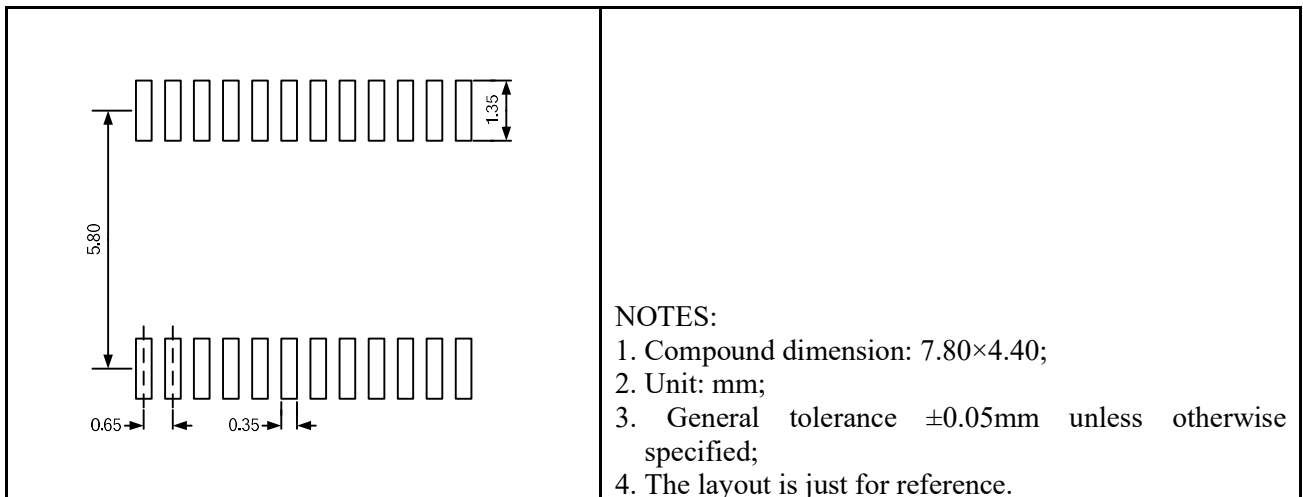 1.35
5.80
0.65
0.35
NOTES:
1. Compound dimension: 7.80×4.40;
2. Unit: mm;
3. General tolerance ±0.05mm unless otherwise
specified;
4. The layout is just for reference.